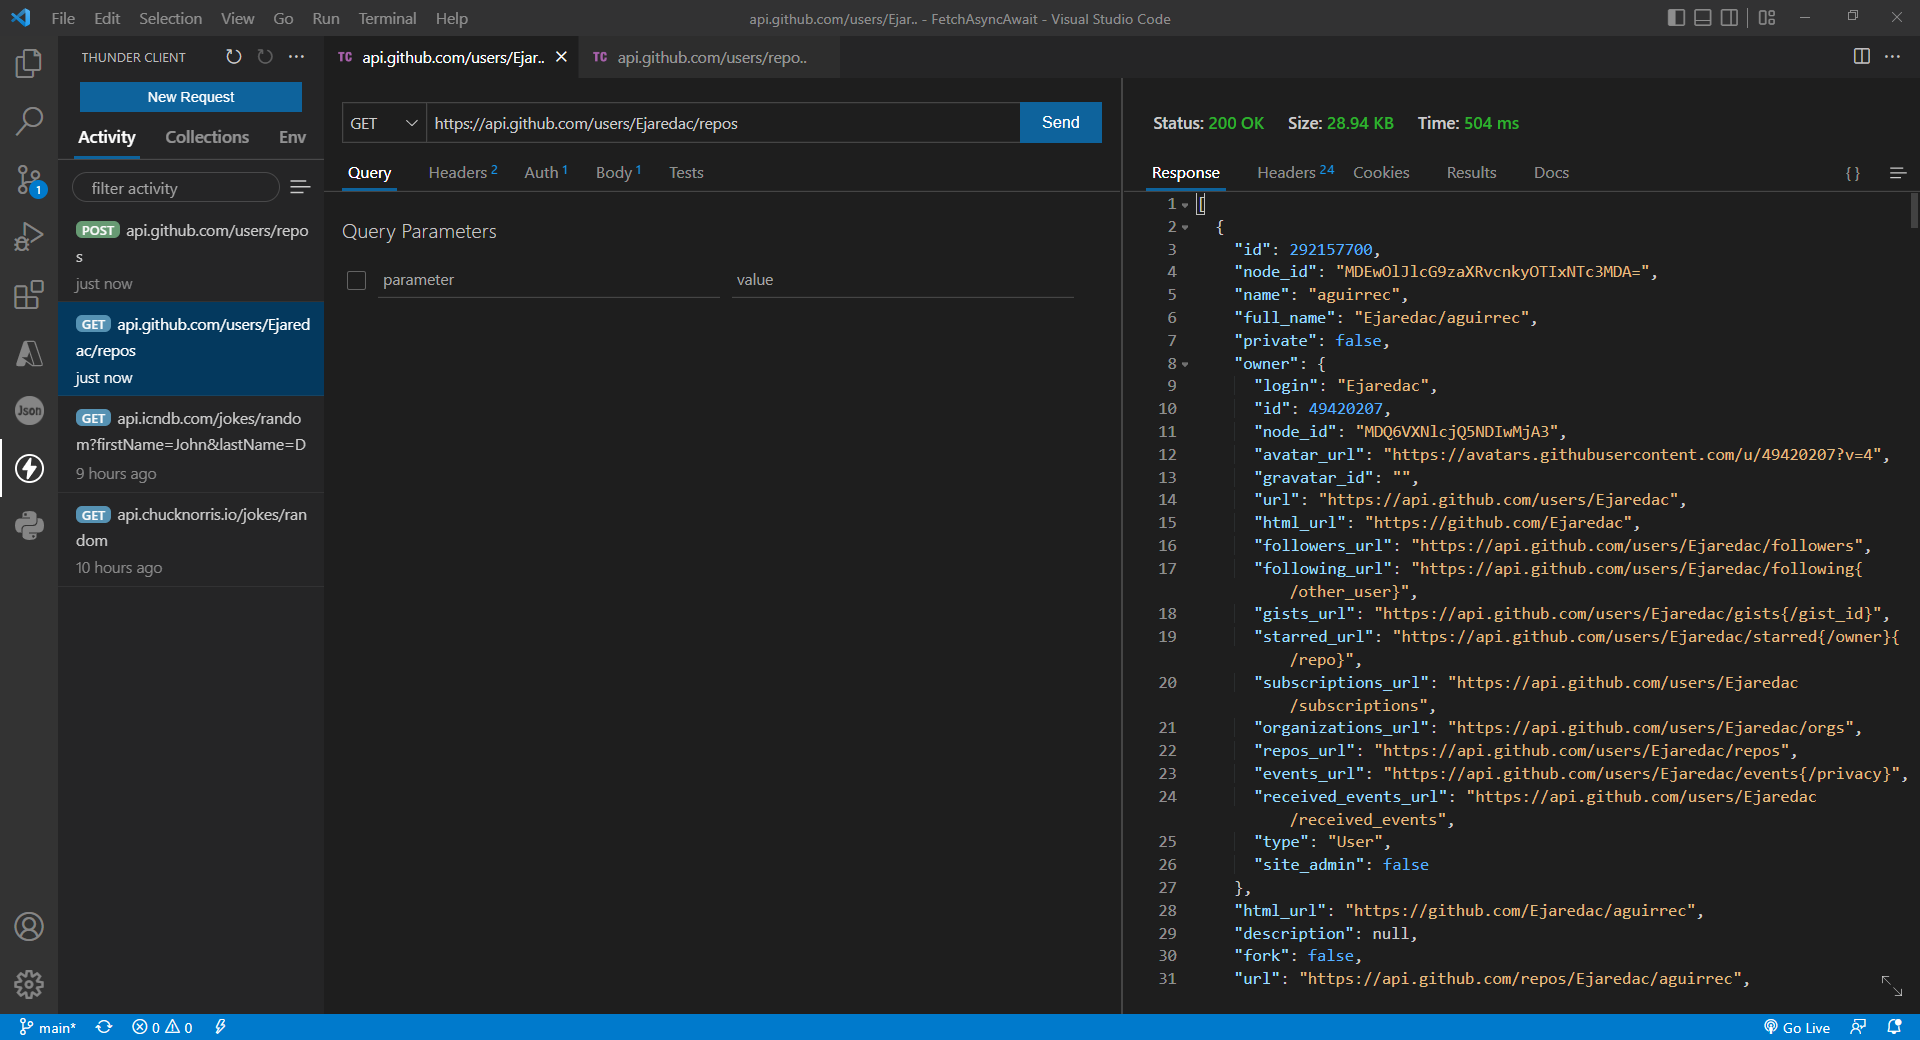 File Edit Selection View Go Run Terminal Help
api.github.com/users/Ejar.. - FetchAsyncAwait - Visual Studio Code
THUNDER CLIENT
New Request
Activity Collections Env
filter activity
POST api.github.com/users/repo
s
just now
GET api.github.com/users/Ejared
ac/repos
just now
GET api.icndb.com/jokes/rando
m?firstName=John&lastName=D
9 hours ago
GET api.chucknorris.io/jokes/ran
dom
10 hours ago
1
Json
TC api.github.com/users/Ejar..
TC api.github.com/users/repo..
GET https://api.github.com/users/Ejaredac/repos Send
Query Headers 2 Auth 1 Body 1 Tests
Query Parameters
parameter value
Status: 200 OK Size: 28.94 KB Time: 504 ms
Response Headers 24 Cookies Results Docs {}
1 [
2 {
3 "id": 292157700,
4 "node_id": "MDEwOlJlcG9zaXRvcnkyOTIxNTc3MDA=",
5 "name": "aguirrec",
6 "full_name": "Ejaredac/aguirrec",
7 "private": false,
8 "owner": {
9 "login": "Ejaredac",
10 "id": 49420207,
11 "node_id": "MDQ6VXNlcjQ5NDIwMjA3",
12 "avatar_url": "https://avatars.githubusercontent.com/u/49420207?v=4",
13 "gravatar_id": "",
14 "url": "https://api.github.com/users/Ejaredac",
15 "html_url": "https://github.com/Ejaredac",
16 "followers_url": "https://api.github.com/users/Ejaredac/followers",
17 "following_url": "https://api.github.com/users/Ejaredac/following{
/other_user}",
18 "gists_url": "https://api.github.com/users/Ejaredac/gists{/gist_id}",
19 "starred_url": "https://api.github.com/users/Ejaredac/starred{/owner}{
/repo}",
20 "subscriptions_url": "https://api.github.com/users/Ejaredac
/subscriptions",
21 "organizations_url": "https://api.github.com/users/Ejaredac/orgs",
22 "repos_url": "https://api.github.com/users/Ejaredac/repos",
23 "events_url": "https://api.github.com/users/Ejaredac/events{/privacy}",
24 "received_events_url": "https://api.github.com/users/Ejaredac
/received_events",
25 "type": "User",
26 "site_admin": false
27 },
28 "html_url": "https://github.com/Ejaredac/aguirrec",
29 "description": null,
30 "fork": false,
31 "url": "https://api.github.com/repos/Ejaredac/aguirrec",
main* 0 0 Go Live